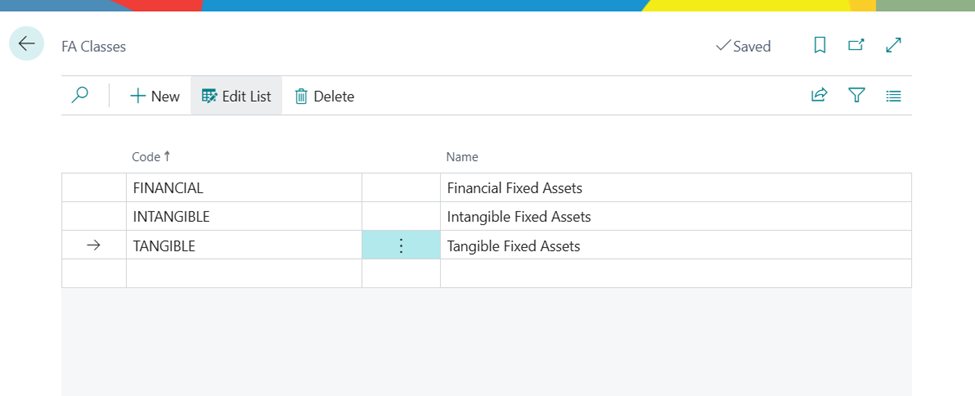 FA Classes
Saved
New Edit List Delete
Code ↑ Name
FINANCIAL Financial Fixed Assets
INTANGIBLE Intangible Fixed Assets
TANGIBLE Tangible Fixed Assets